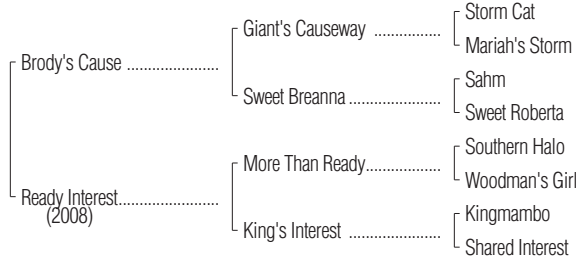 Storm Cat
Giant's Causeway ..................
Mariah's Storm
Brody's Cause .......................
Sahm
Sweet Breanna .......................
Sweet Roberta
Southern Halo
More Than Ready...................
Woodman's Girl
Ready Interest.........................
(2008)
Kingmambo
King's Interest .......................
Shared Interest